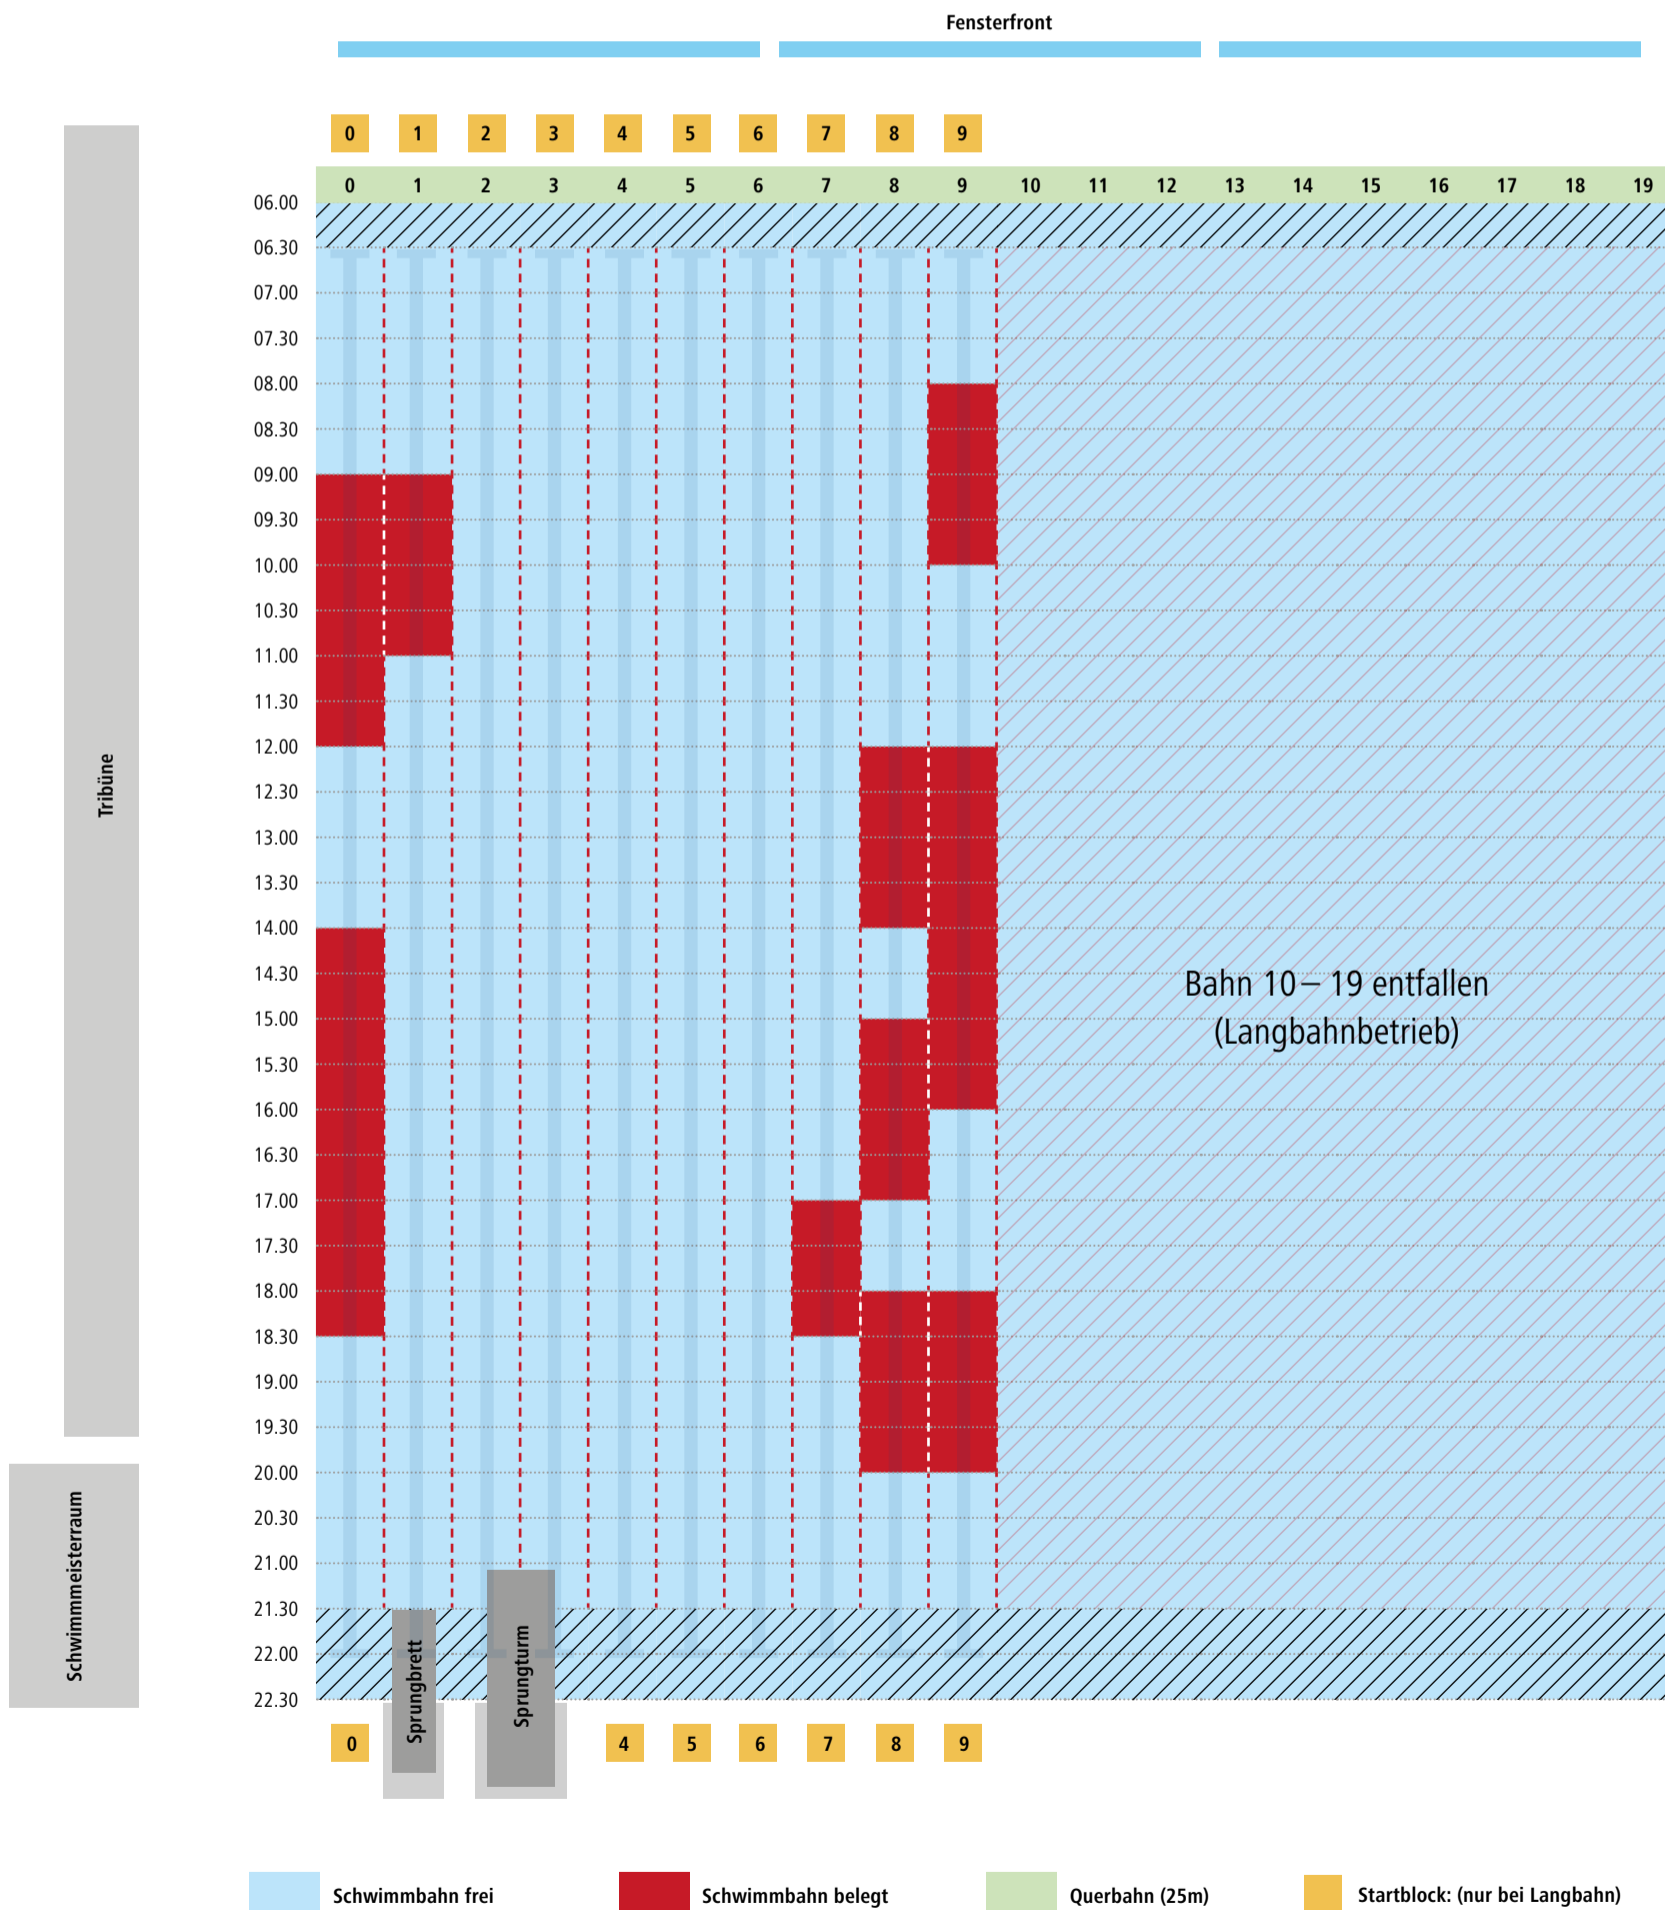 Fensterfront
0 1 2 3 4 5 6 7 8 9
0 1 2 3 4 5 6 7 8 9 10 11 12 13 14 15 16 17 18 19
06.00
06.30
07.00
07.30
08.00
08.30
09.00
09.30
10.00
10.30
11.00
11.30
12.00
12.30
13.00
13.30
14.00
14.30
15.00
15.30
16.00
16.30
17.00
17.30
18.00
18.30
19.00
19.30
20.00
20.30
21.00
21.30
22.00
22.30
Tribüne
Schwimmmeisterraum
Bahn 10 – 19 entfallen
(Langbahnbetrieb)
Sprungbrett
Sprungturm
0 4 5 6 7 8 9
Schwimmbahn frei
Schwimmbahn belegt
Querbahn (25m)
Startblock: (nur bei Langbahn)